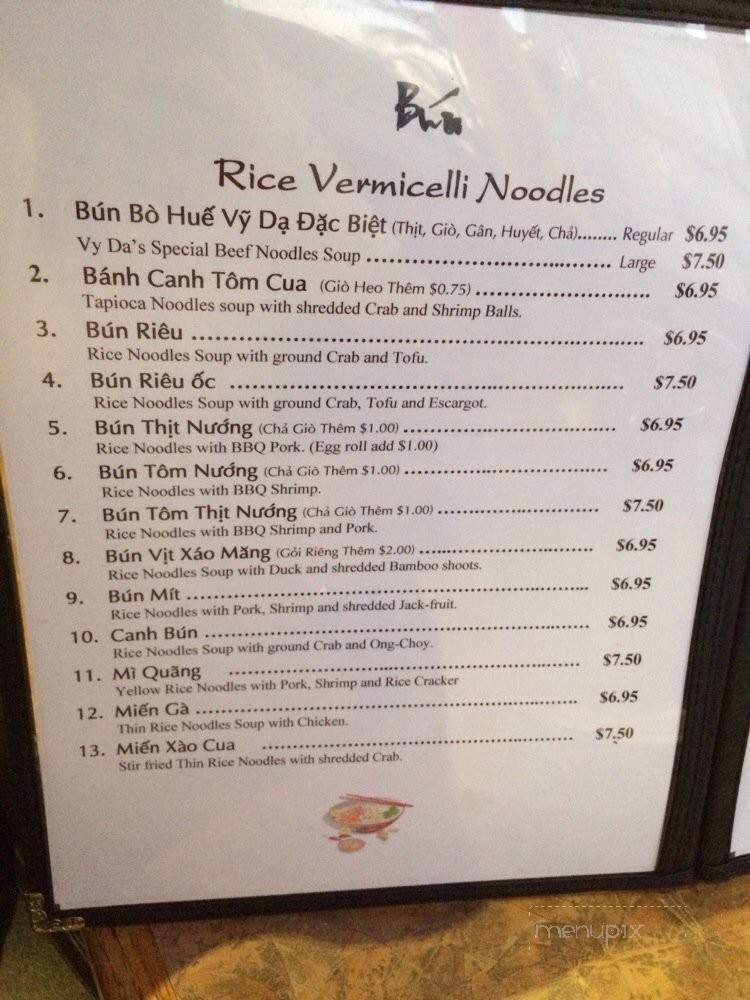 Bún
Rice Vermicelli Noodles
1. Bún Bò Huế Vỹ Dạ Đặc Biệt (Thịt, Giò, Gân, Huyết, Chả)........ Regular $6.95
Vy Da's Special Beef Noodles Soup ........................................ Large $7.50
2. Bánh Canh Tôm Cua (Giò Heo Thêm $0.75) .............................. $6.95
Tapioca Noodles soup with shredded Crab and Shrimp Balls.
3. Bún Riêu ........................................................................ $6.95
Rice Noodles Soup with ground Crab and Tofu.
4. Bún Riêu ốc ............................................................... $7.50
Rice Noodles Soup with ground Crab, Tofu and Escargot.
5. Bún Thịt Nướng (Chả Giò Thêm $1.00) .................................. $6.95
Rice Noodles with BBQ Pork. (Egg roll add $1.00)
6. Bún Tôm Nướng (Chả Giò Thêm $1.00) .................................. $6.95
Rice Noodles with BBQ Shrimp.
7. Bún Tôm Thịt Nướng (Chả Giò Thêm $1.00) ............................ $7.50
Rice Noodles with BBQ Shrimp and Pork.
8. Bún Vịt Xáo Măng (Gỏi Riêng Thêm $2.00) ............................. $6.95
Rice Noodles Soup with Duck and shredded Bamboo shoots.
9. Bún Mít ..................................................................... $6.95
Rice Noodles with Pork, Shrimp and shredded Jack-fruit.
10. Canh Bún .................................................................. $6.95
Rice Noodles Soup with ground Crab and Ong-Choy.
11. Mì Quãng ............................................................... $7.50
Yellow Rice Noodles with Pork, Shrimp and Rice Cracker
12. Miến Gà .................................................................. $6.95
Thin Rice Noodles Soup with Chicken.
13. Miến Xào Cua ...................................................... $7.50
Stir fried Thin Rice Noodles with shredded Crab.
menupix